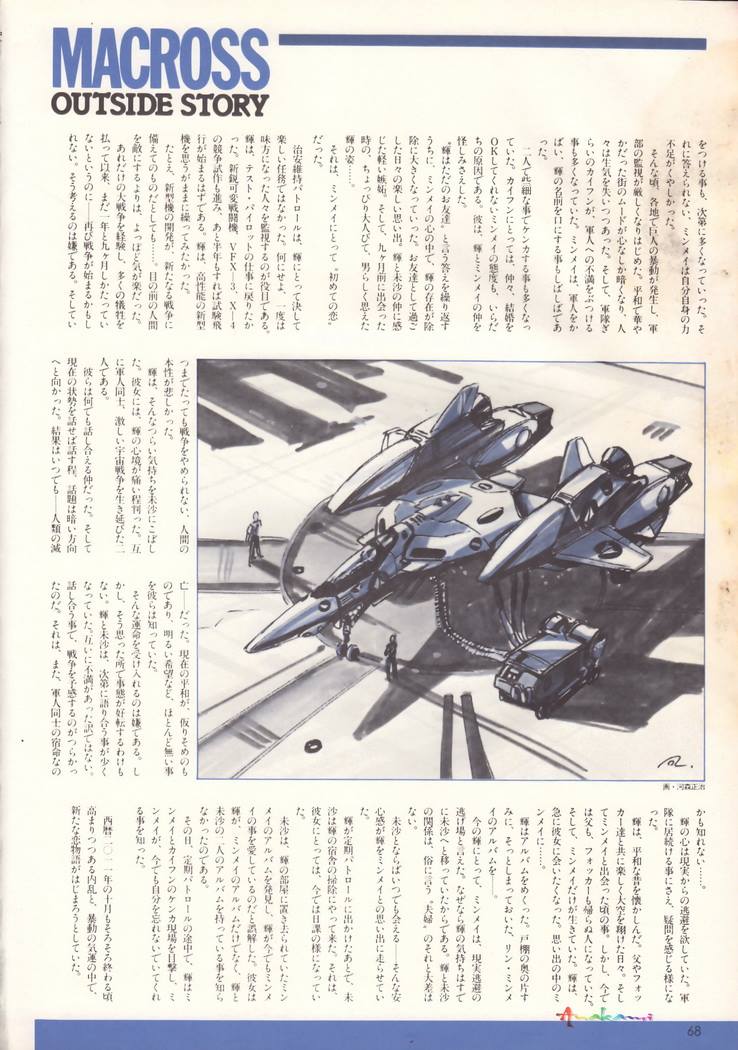 MACROSS
OUTSIDE STORY
をつける事も、次第に多くなっていった。そ
れに答えられない、ミンメイは自分自身の力
不足がくやしかった。
そんな頃、各地で巨人の暴動が発生し、軍
部の監視が厳しくなりはじめた。平和で華や
かだった街のムードが心なしか暗くなり、人
々は生気を失いつつあった。そして、軍隊ぎ
らいのカイフンが、軍人への不満をぶつける
事も多くなっていた。ミンメイは、軍人をか
ばい、輝の名前を口にする事もしばしばであ
った。
二人で些細な事でケンカする事も多くなっ
ていた。カイフンにとっては、仲々、結婚を
OKしてくれないミンメイの態度も、いらだ
ちの原因である。彼は、輝とミンメイの仲を
怪しみさえした。
〝輝はただのお友達〟と言う答えを繰り返す
うちに、ミンメイの心の中で、輝の存在が除
除に大きくなっていった。お友達として過ご
した日々の楽しい思い出。輝と未沙の仲に感
じた軽い嫉妬。そして、九ヶ月前に出会った
時の、ちょっぴり大人びて、男らしく思えた
輝の姿……。
それは、ミンメイにとって〝初めての恋〟
だった。
治安維持パトロールは、輝にとって決して
楽しい任務ではなかった。何にせよ、一度は
味方になった人々を監視するのが役目である。
輝は、テスト・パイロットの仕事に戻りたか
った。新鋭可変戦闘機、VFX—3、X—4
の競争試作も進み、あと半年もすれば試験飛
行が始まるはずである。輝は、高性能の新型
機を思うがままに操ってみたかった。
たとえ、新型機の開発が、新たなる戦争に
備えてのものだとしても……。目の前の人間
を敵にするよりは、よっぽど気が楽だった。
あれだけの大戦争を経験し、多くの犠牲を
払って以来、まだ一年と九ヶ月しかたってい
ないというのに——再び戦争が始まるかもし
れない。そう考えるのは嫌である。そしてい
つまでたっても戦争をやめられない、人間の
本性が悲しかった。
輝は、そんなつらい気持ちを未沙にこぼし
た。彼女には、輝の心境が痛い程判った。互
に軍人同士、激しい宇宙戦争を生き延びた二
人である。
彼らは何でも話し合える仲だった。そして
現在の状勢を話せば話す程、話題は暗い方向
へと向かった。結果はいつでも——人類の滅
亡——だった。現在の平和が、仮りそめのも
のであり、明るい希望など、ほとんど無い事
を彼らは知っていた。
そんな運命を受け入れるのは嫌である。し
かし、そう思った所で事態が好転するわけも
ない。輝と未沙は、次第に語り合う事が少く
なっていた。互いに不満があった訳ではない。
話し合う事で、戦争を予感するのがつらかっ
たのだ。それは、また、軍人同士の宿命なの
画・河森正治
かも知れない……。
輝の心は現実からの逃避を欲していた。軍
隊に居続ける事にさえ、疑問を感じる様にな
った。
輝は、平和な昔を懐かしんだ。父やフォッ
カー達と共に楽しく大空を翔けた日々。そし
てミンメイと出会った頃の事。しかし、今で
は父も、フォッカーも帰らぬ人になっていた。
そして、ミンメイだけが生きていた。輝は、
急に彼女に会いたくなった。思い出の中のミ
ンメイに……。
輝はアルバムをめくった。戸棚の奥の片す
みに、そっとしまっておいた、リン・ミンメ
イのアルバムを——。
今の輝にとって、ミンメイは、現実逃避の
逃げ場と言えた。なぜなら輝の気持ちはすで
に未沙へと移っていたからである。輝と未沙
の関係は、俗に言う〝夫婦〟のそれと大差は
ない。
未沙とならばいつでも会える——そんな安
心感が輝をミンメイとの思い出に走らせてい
た。
輝が定期パトロールに出かけたあとで、未
沙は輝の宿舎の掃除にやって来た。それは、
彼女にとっては、今では日課の様になってい
た。
未沙は、輝の部屋に置き去られていたミン
メイのアルバムを発見し、輝が今でもミンメ
イの事を愛しているのだと誤解した。彼女は
輝が、ミンメイのアルバムだけでなく、輝と
未沙の、二人のアルバムを持っている事を知ら
なかったのである。
その日、定期パトロールの途中で、輝はミ
ンメイとカイフンのケンカ現場を目撃し、ミ
ンメイが、今でも自分を忘れないでいてくれ
る事を知った。
西暦二〇一一年の十月もそろそろ終わる頃
高まりつつある内乱と、暴動の気運の中で、
新たな恋物語がはじまろうとしていた。
Anakami
68